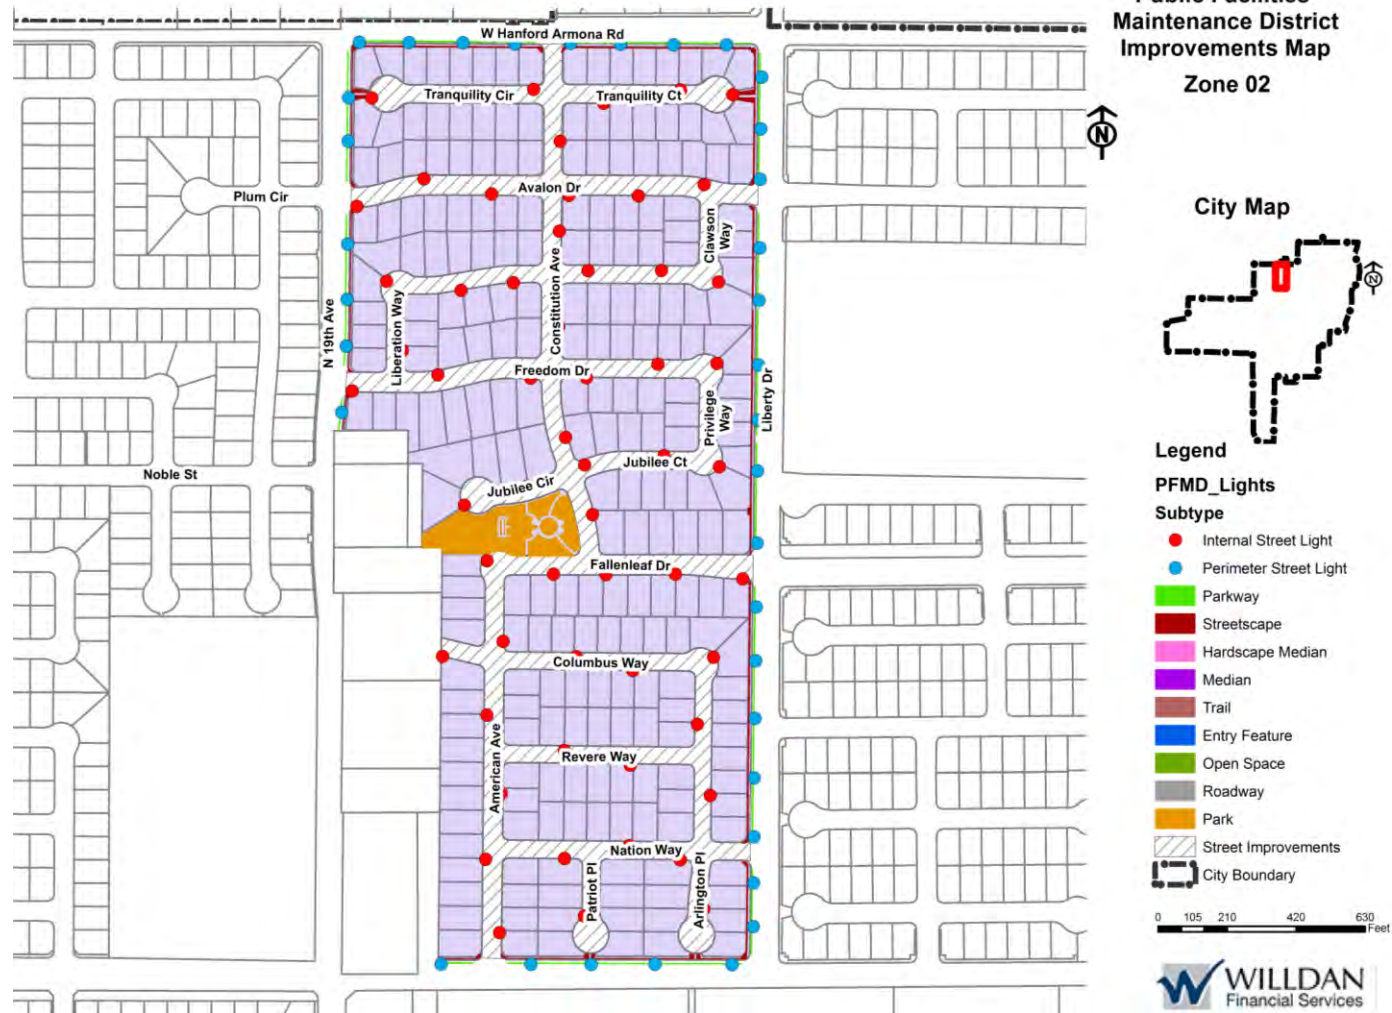 Public Facilities
Maintenance District
Improvements Map
Zone 02
N
W Hanford Armona Rd
Tranquility Cir
Tranquility Ct
Plum Cir
Avalon Dr
Clawson
Way
Constitution Ave
Liberation Way
N 19th Ave
Freedom Dr
Privilege
Way
Liberty Dr
Noble St
Jubilee Ct
Jubilee Cir
Fallenleaf Dr
Columbus Way
American Ave
Revere Way
Nation Way
Patriot Pl
Arlington Pl
City Map
N
Legend
PFMD_Lights
Subtype
Internal Street Light
Perimeter Street Light
Parkway
Streetscape
Hardscape Median
Median
Trail
Entry Feature
Open Space
Roadway
Park
Street Improvements
City Boundary
0 105 210 420 630
Feet
W WILLDAN
Financial Services